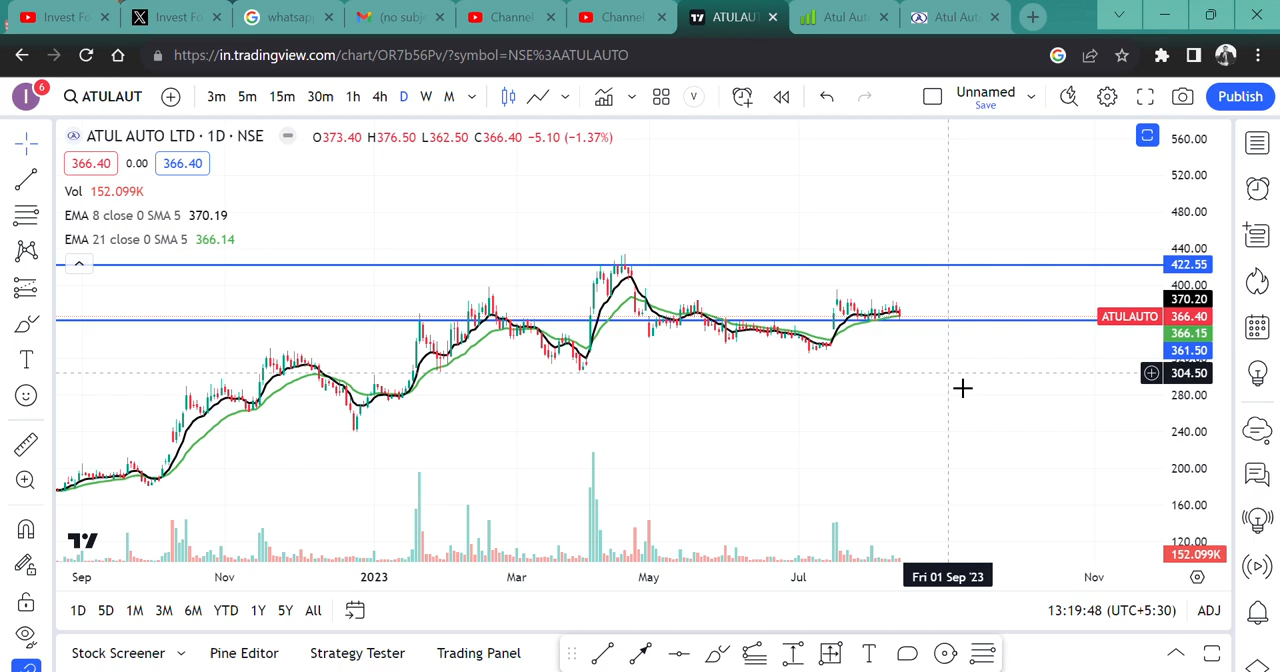 Invest Fo
Invest Fo
whatsap
(no subj
Channel
Channel
ATULAU
Atul Aut
Atul Aut
https://in.tradingview.com/chart/OR7b56Pv/?symbol=NSE%3AATULAUTO
I 6 ATULAUT 3m 5m 15m 30m 1h 4h D W M V Unnamed Save Publish
ATUL AUTO LTD · 1D · NSE O373.40 H376.50 L362.50 C366.40 −5.10 (−1.37%)
366.40 0.00 366.40
Vol 152.099K
EMA 8 close 0 SMA 5 370.19
EMA 21 close 0 SMA 5 366.14
560.00
520.00
480.00
440.00
422.55
400.00
370.20
ATULAUTO 366.40
366.15
361.50
304.50
280.00
240.00
200.00
160.00
120.00
152.099K
Sep Nov 2023 Mar May Jul Fri 01 Sep '23 Nov
1D 5D 1M 3M 6M YTD 1Y 5Y All 13:19:48 (UTC+5:30) ADJ
Stock Screener Pine Editor Strategy Tester Trading Panel